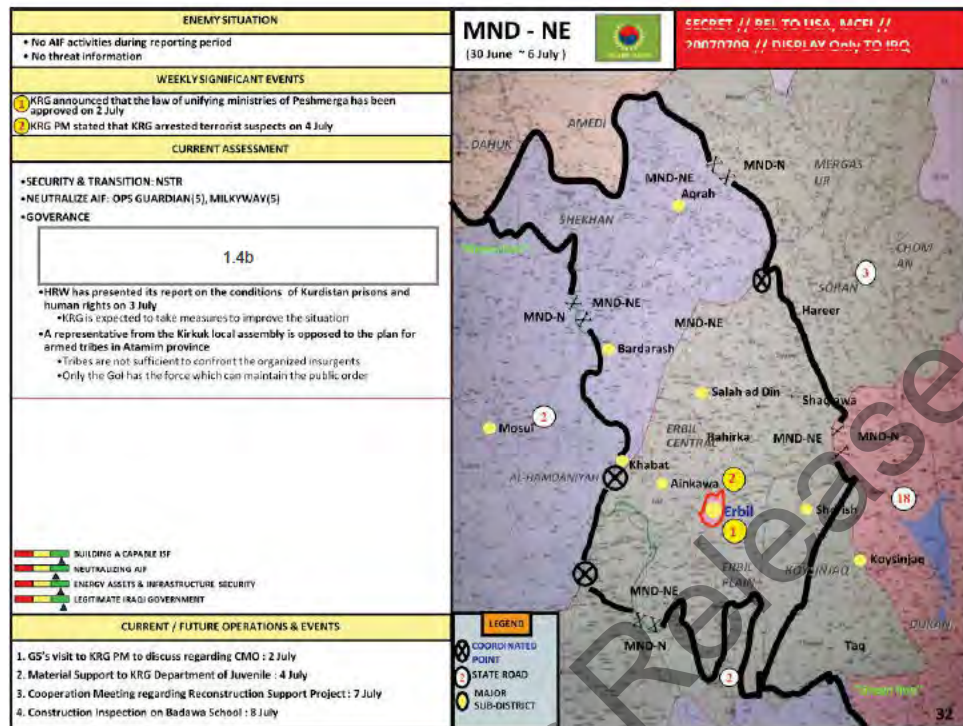 ENEMY SITUATION
• No AIF activities during reporting period
• No threat information
WEEKLY SIGNIFICANT EVENTS
1 KRG announced that the law of unifying ministries of Peshmerga has been
approved on 2 July
2 KRG PM stated that KRG arrested terrorist suspects on 4 July
CURRENT ASSESSMENT
•SECURITY & TRANSITION: NSTR
•NEUTRALIZE AIF: OPS GUARDIAN(5), MILKYWAY(5)
•GOVERANCE
1.4b
•HRW has presented its report on the conditions of Kurdistan prisons and
human rights on 3 July
•KRG is expected to take measures to improve the situation
•A representative from the Kirkuk local assembly is opposed to the plan for
armed tribes in Atamim province
•Tribes are not sufficient to confront the organized insurgents
•Only the GoI has the force which can maintain the public order
BUILDING A CAPABLE ISF
NEUTRALIZING AIF
ENERGY ASSETS & INFRASTRUCTURE SECURITY
LEGITIMATE IRAQI GOVERNMENT
CURRENT / FUTURE OPERATIONS & EVENTS
1. G5's visit to KRG PM to discuss regarding CMO : 2 July
2. Material Support to KRG Department of Juvenile : 4 July
3. Cooperation Meeting regarding Reconstruction Support Project : 7 July
4. Construction Inspection on Badawa School : 8 July
MND - NE
(30 June ~ 6 July )
SECRET // REL TO USA, MCFI //
20070709 // DISPLAY Only TO IRQ
AMEDI
DAHUK
MND-N
MERGAS
UR
MND-NE
Aqrah
SHEKHAN
CHOM
AN
"Green line"
3
SORAN
MND-NE
MND-N
Hareer
MND-NE
Bardarash
Salah ad Din
Shaqlawa
2
Mosul
ERBIL
CENTRAL
Bahirka
MND-NE
MND-N
Khabat
AL-HAMDANIYAH
Ainkawa
2
18
Erbil
Sherish
1
Koysinjaq
ERBIL
PLAIN
KOYSINJAQ
MND-NE
DUKAN
MND-N
Taq
2
"Green line"
LEGEND
COORDINATED
POINT
2 STATE ROAD
MAJOR
SUB-DISTRICT
Release
32